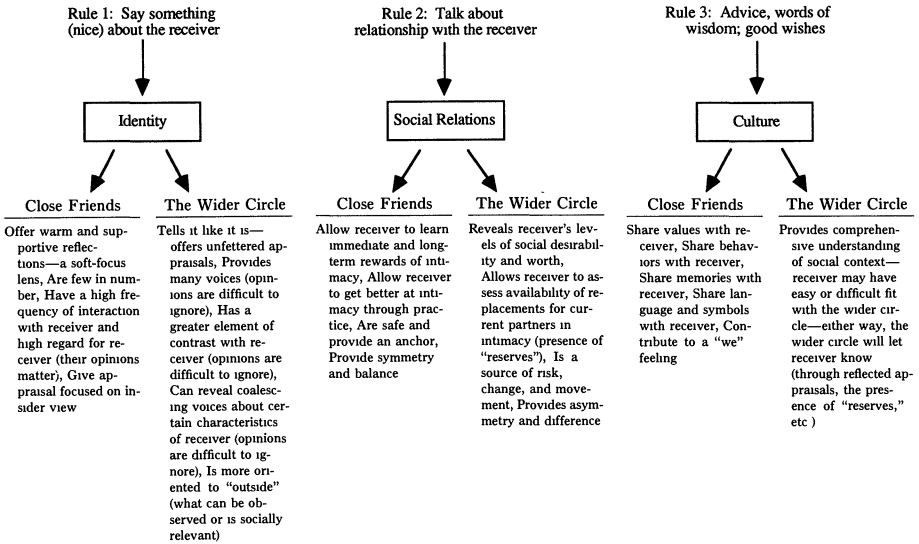 Rule 1: Say something
(nice) about the receiver
Rule 2: Talk about
relationship with the receiver
Rule 3: Advice, words of
wisdom; good wishes
Identity
Social Relations
Culture
Close Friends
Offer warm and sup-
portive reflec-
tions—a soft-focus
lens, Are few in num-
ber, Have a high fre-
quency of interaction
with receiver and
high regard for re-
ceiver (their opinions
matter), Give ap-
praisal focused on in-
sider view
The Wider Circle
Tells it like it is—
offers unfettered ap-
praisals, Provides
many voices (opin-
ions are difficult to
ignore), Has a
greater element of
contrast with re-
ceiver (opinions are
difficult to ignore),
Can reveal coalesc-
ing voices about cer-
tain characteristics
of receiver (opinions
are difficult to ig-
nore), Is more ori-
ented to "outside"
(what can be ob-
served or is socially
relevant)
Close Friends
Allow receiver to learn
immediate and long-
term rewards of inti-
macy, Allow receiver
to get better at inti-
macy through prac-
tice, Are safe and
provide an anchor,
Provide symmetry
and balance
The Wider Circle
Reveals receiver's lev-
els of social desirabil-
ity and worth,
Allows receiver to as-
sess availability of re-
placements for cur-
rent partners in
intimacy (presence of
"reserves"), Is a
source of risk,
change, and move-
ment, Provides asym-
metry and difference
Close Friends
Share values with re-
ceiver, Share behav-
iors with receiver,
Share memories with
receiver, Share lan-
guage and symbols
with receiver, Con-
tribute to a "we"
feeling
The Wider Circle
Provides comprehen-
sive understanding
of social context—
receiver may have
easy or difficult fit
with the wider cir-
cle—either way, the
wider circle will let
receiver know
(through reflected ap-
praisals, the pres-
ence of "reserves,"
etc )